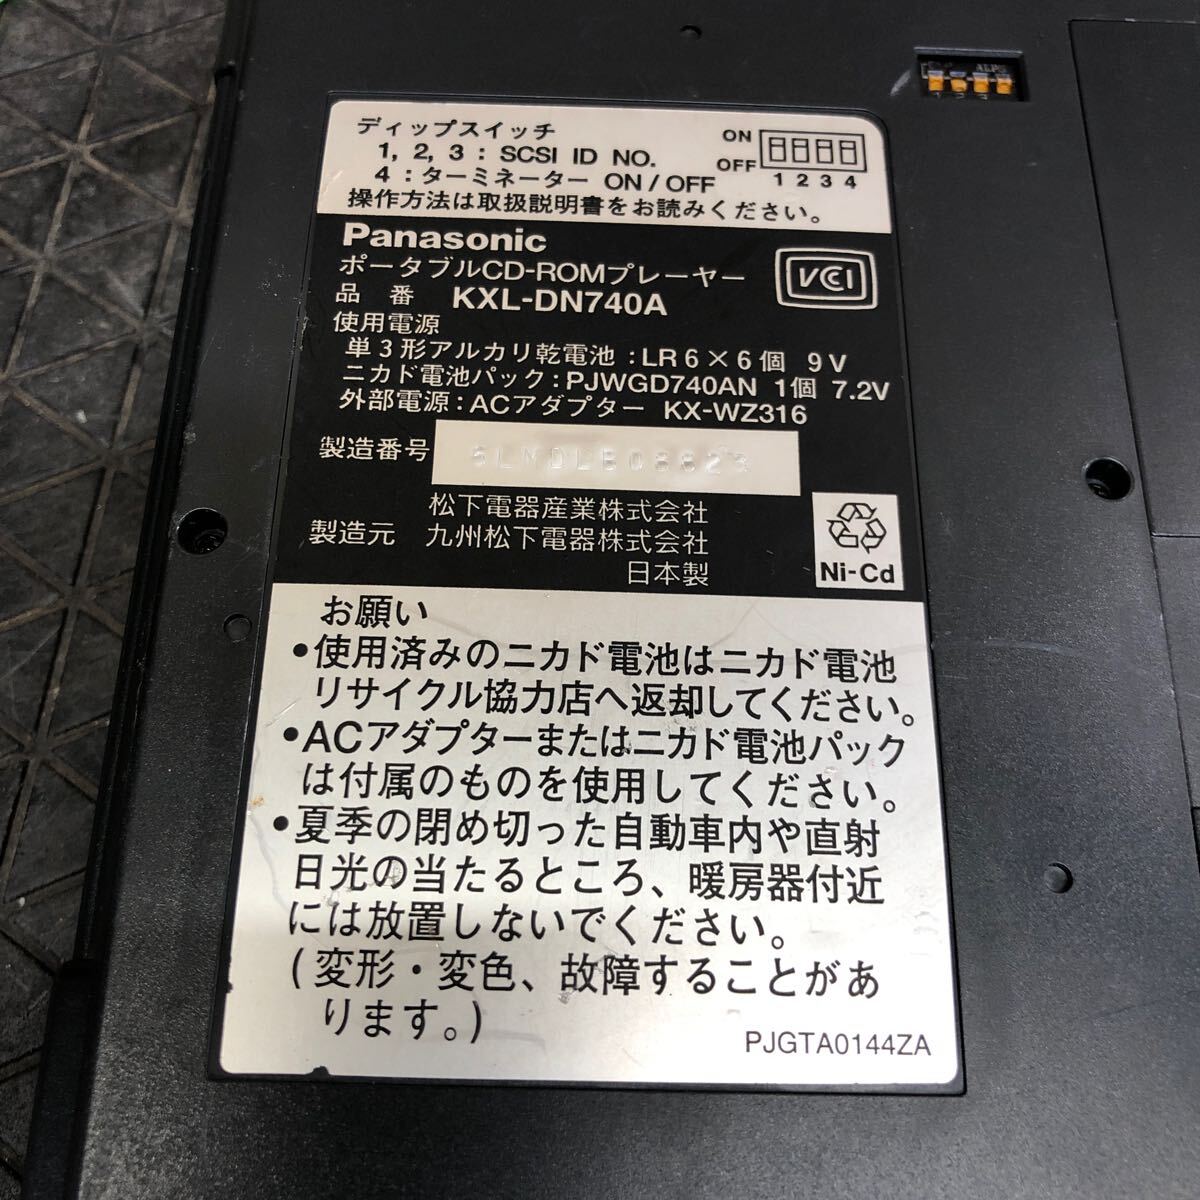 ALPS
ディップスイッチ
1, 2, 3 : SCSI ID NO.
4 : ターミネーター ON / OFF
ON
OFF
1 2 3 4
操作方法は取扱説明書をお読みください。
Panasonic
ポータブルCD-ROMプレーヤー
VCI
品 番 KXL-DN740A
使用電源
単3形アルカリ乾電池 : LR6×6個 9V
ニカド電池パック : PJWGD740AN 1個 7.2V
外部電源 : ACアダプター KX-WZ316
製造番号
松下電器産業株式会社
製造元 九州松下電器株式会社
日本製
Ni-Cd
お願い
•使用済みのニカド電池はニカド電池
リサイクル協力店へ返却してください。
•ACアダプターまたはニカド電池パック
は付属のものを使用してください。
•夏季の閉め切った自動車内や直射
日光の当たるところ、暖房器付近
には放置しないでください。
(変形・変色、故障することがあ
ります。)
PJGTA0144ZA